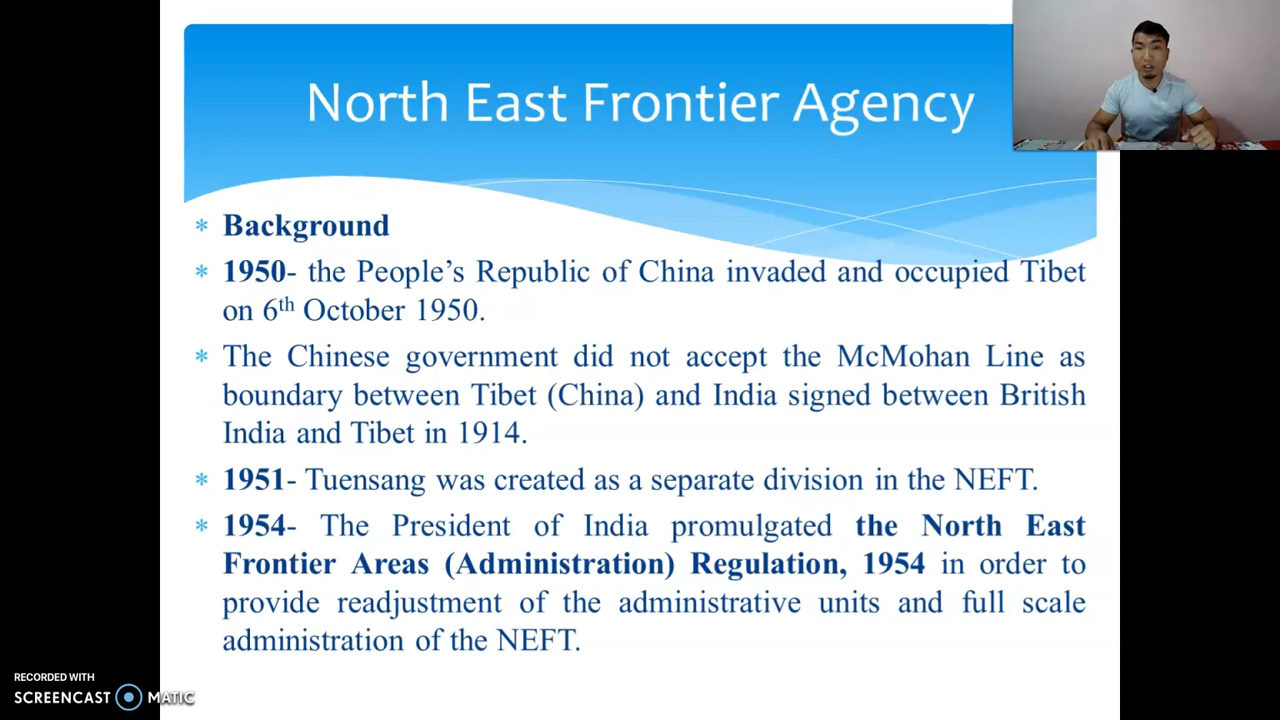 North East Frontier Agency
* Background
* 1950- the People’s Republic of China invaded and occupied Tibet
on 6th October 1950.
* The Chinese government did not accept the McMohan Line as
boundary between Tibet (China) and India signed between British
India and Tibet in 1914.
* 1951- Tuensang was created as a separate division in the NEFT.
* 1954- The President of India promulgated the North East
Frontier Areas (Administration) Regulation, 1954 in order to
provide readjustment of the administrative units and full scale
administration of the NEFT.
RECORDED WITH
SCREENCAST MATIC